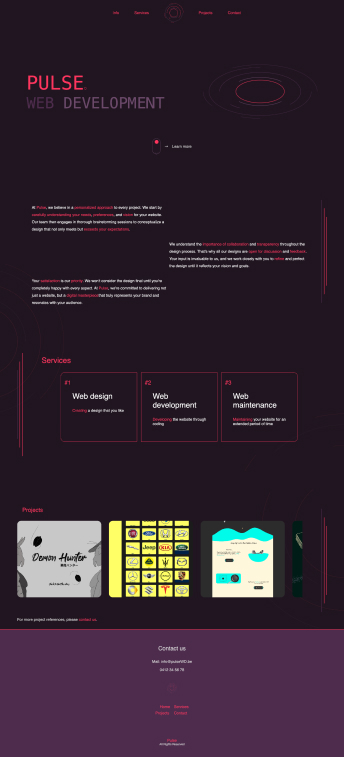 Info Services Projects Contact
PULSE.
WEB DEVELOPMENT
Learn more
At Pulse, we believe in a personalized approach to every project. We start by
carefully understanding your needs, preferences, and vision for your website.
Our team then engages in thorough brainstorming sessions to conceptualize a
design that not only meets but exceeds your expectations.
We understand the importance of collaboration and transparency throughout the
design process. That's why all our designs are open for discussion and feedback.
Your input is invaluable to us, and we work closely with you to refine and perfect
the design until it reflects your vision and goals.
Your satisfaction is our priority. We won't consider the design final until you're
completely happy with every aspect. At Pulse, we're committed to delivering not
just a website, but a digital masterpiece that truly represents your brand and
resonates with your audience.
Services
#1 #2 #3
Web design
Creating a design that you like
Web
development
Developing the website through
coding
Web
maintenance
Maintaining your website for an
extended period of time
Projects
Demon Hunter
Jeep KIA
For more project references, please contact us.
Contact us
Mail: info@pulseWD.be
Home Services
Projects Contact
Pulse
All Rights Reserved